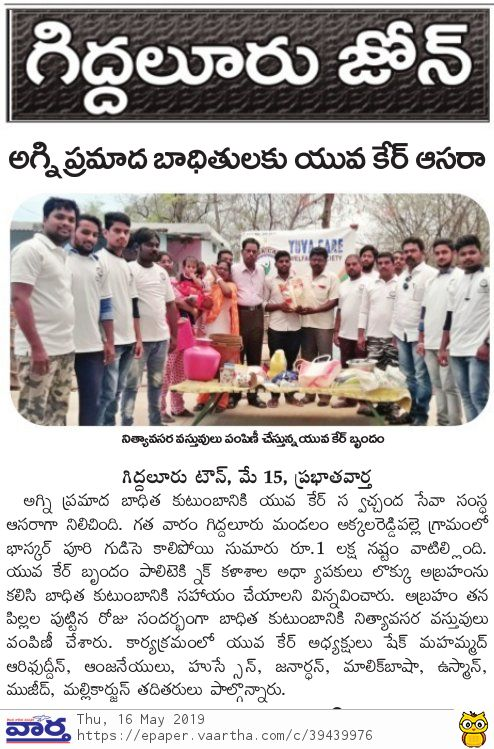 గిద్దలూరు జోన్
అగ్ని ప్రమాద బాధితులకు యువ కేర్ ఆసరా
YUVA CARE
నిత్యావసర వస్తువులు పంపిణీ చేస్తున్న యువ కేర్ బృందం
గిద్దలూరు టౌన్, మే 15, ప్రభాతవార్త
అగ్ని ప్రమాద బాధిత కుటుంబానికి యువ కేర్ స్వచ్చంద సేవా సంస్ధ
ఆసరాగా నిలిచింది. గత వారం గిద్దలూరు మండలం అక్కలరెడ్డిపల్లె గ్రామంలో
భాస్కర్ పూరి గుడిసె కాలిపోయి సుమారు రూ.1 లక్ష నష్టం వాటిల్లింది.
యువ కేర్ బృందం పాలిటెక్నిక్ కళాశాల అధ్యాపకులు లొక్కు అబ్రహంను
కలిసి బాధిత కుటుంబానికి సహాయం చేయాలని విన్నవించారు. అబ్రహం తన
పిల్లల పుట్టిన రోజు సందర్భంగా బాధిత కుటుంబానికి నిత్యావసర వస్తువులు
పంపిణీ చేశారు. కార్యక్రమంలో యువ కేర్ అధ్యక్షులు షేక్ మహమ్మద్
ఆరిఫుద్దీన్, ఆంజనేయులు, హుస్సేన్, జనార్ధన్, మాలిక్‌బాషా, ఉస్మాన్,
ముజీద్, మల్లికార్జున్ తదితరులు పాల్గొన్నారు.
వార్త Thu, 16 May 2019
https://epaper.vaartha.com/c/39439976